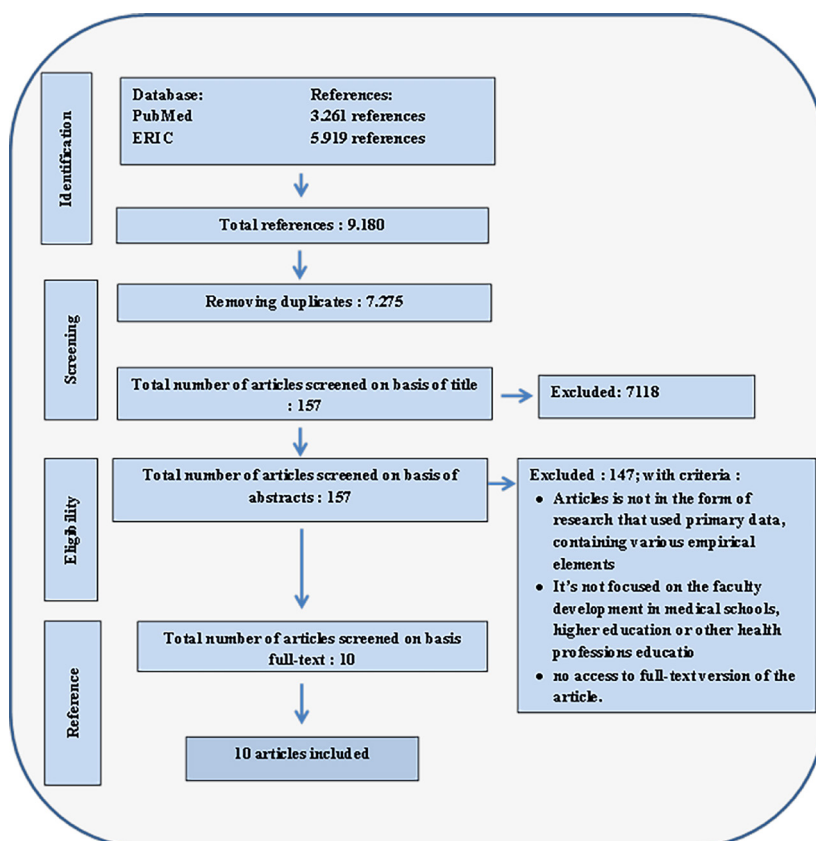 Identification
Database: References:
PubMed 3.261 references
ERIC 5.919 references
Total references : 9.180
Screening
Removing duplicates : 7.275
Total number of articles screened on basis of title
: 157
Excluded: 7118
Eligibility
Total number of articles screened on basis of
abstracts : 157
Excluded : 147; with criteria :
• Articles is not in the form of
research that used primary data,
containing various empirical
elements
• It's not focused on the faculty
development in medical schools,
higher education or other health
professions educatio
• no access to full-text version of the
article.
Reference
Total number of articles screened on basis
full-text : 10
10 articles included